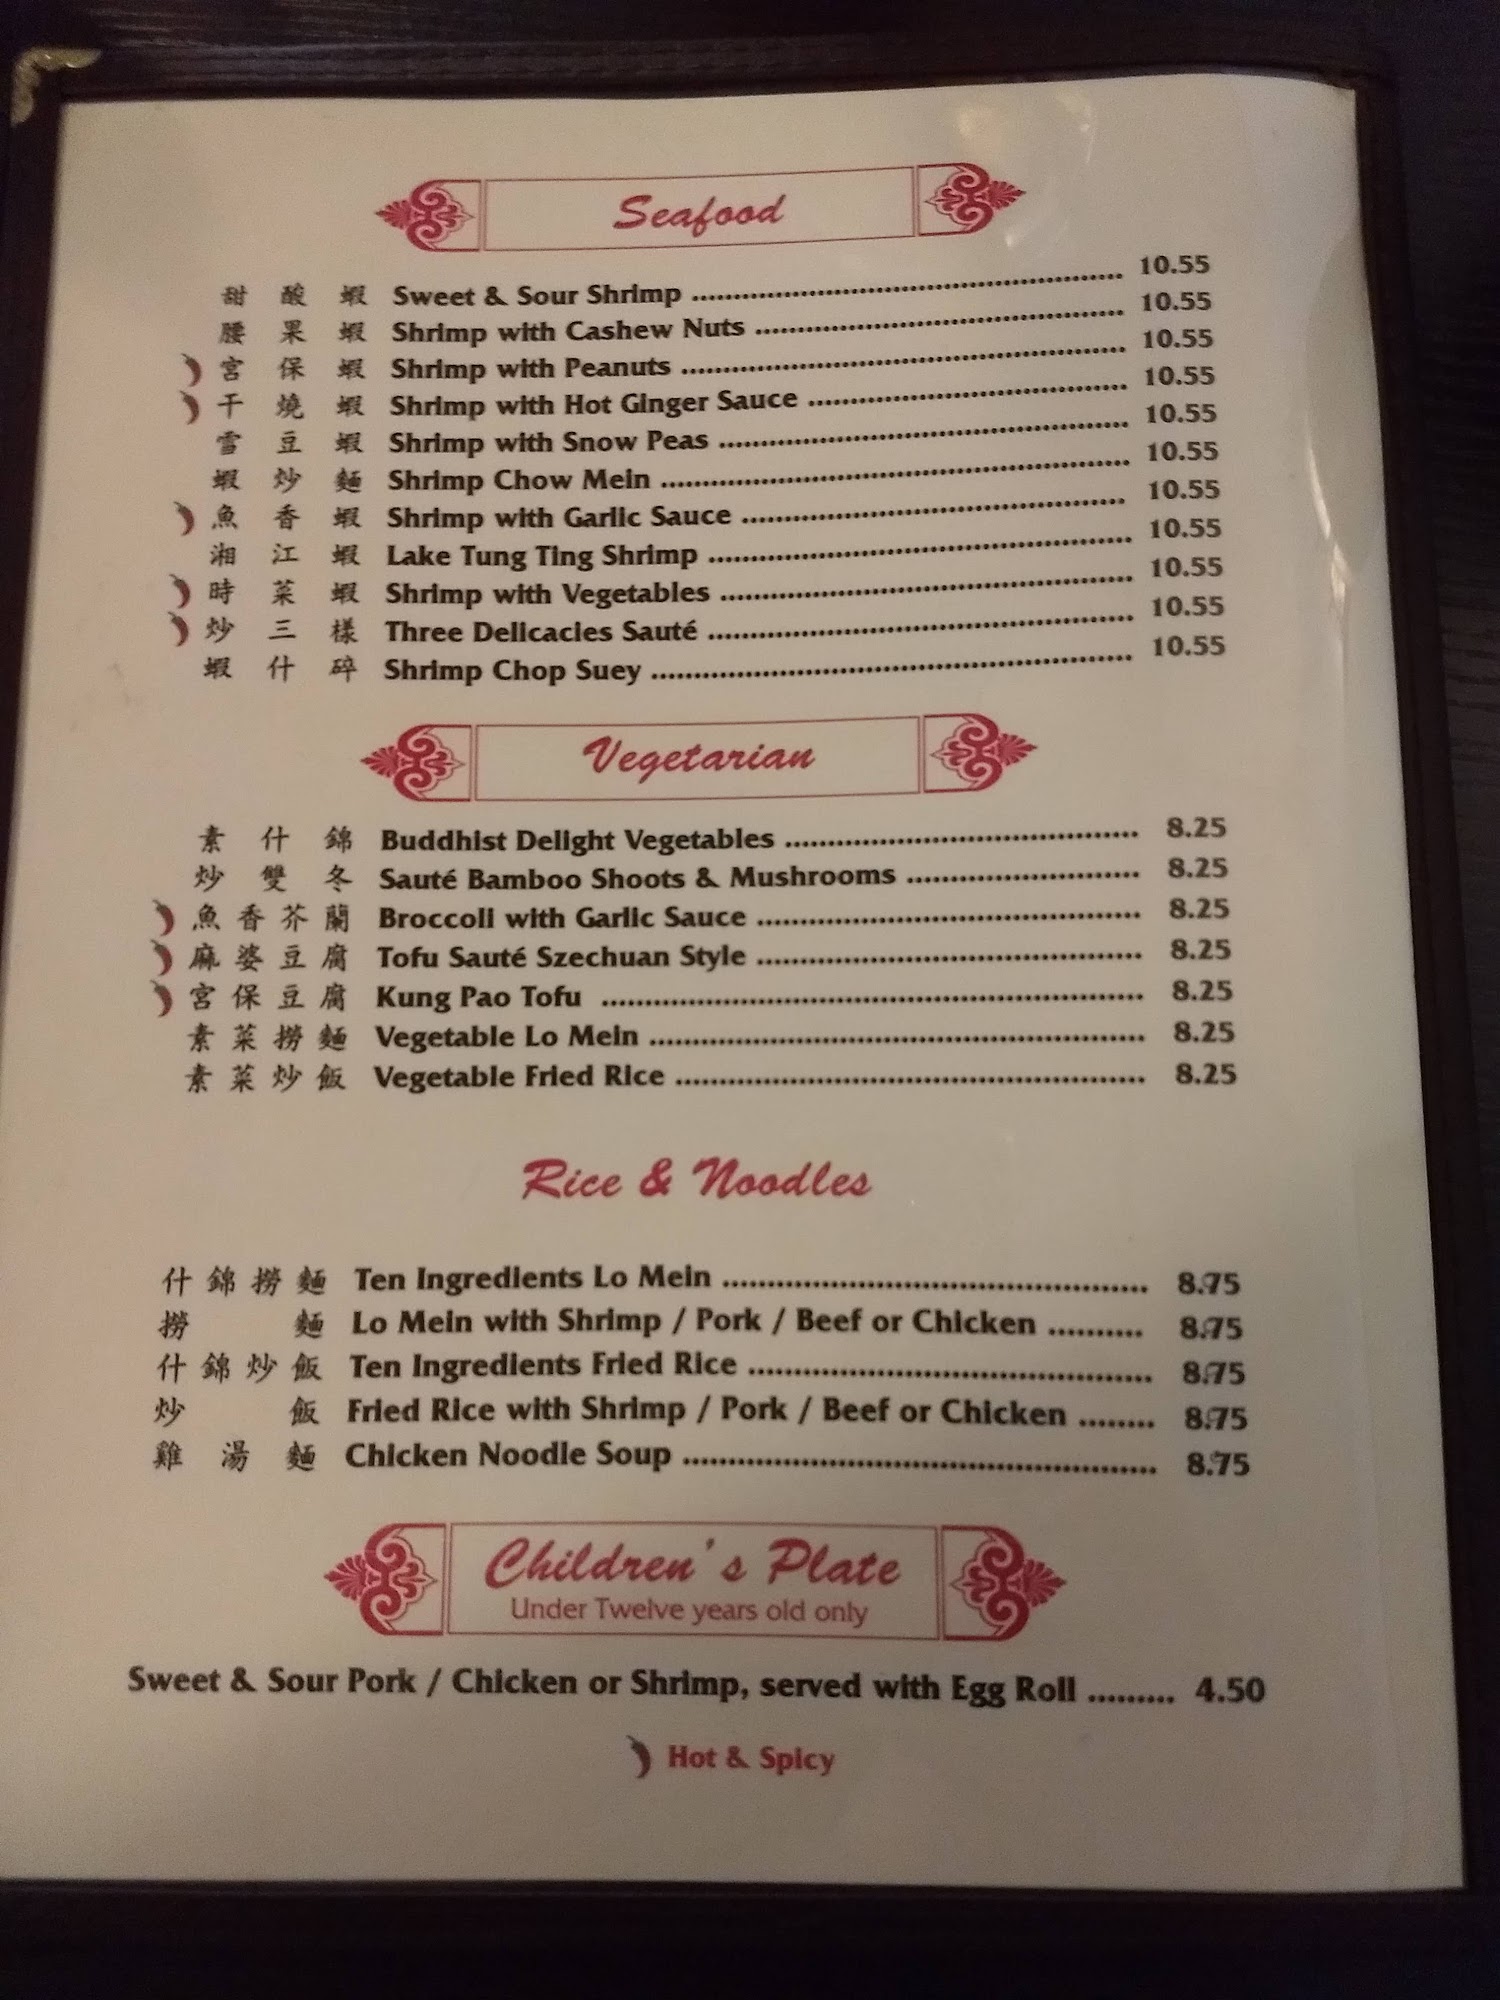 Seafood
甜酸蝦 Sweet & Sour Shrimp 10.55
腰果蝦 Shrimp with Cashew Nuts 10.55
宮保蝦 Shrimp with Peanuts 10.55
干燒蝦 Shrimp with Hot Ginger Sauce 10.55
雪豆蝦 Shrimp with Snow Peas 10.55
蝦炒麵 Shrimp Chow Mein 10.55
魚香蝦 Shrimp with Garlic Sauce 10.55
湘江蝦 Lake Tung Ting Shrimp 10.55
時菜蝦 Shrimp with Vegetables 10.55
炒三樣 Three Delicacies Sauté 10.55
蝦什碎 Shrimp Chop Suey 10.55
Vegetarian
素什錦 Buddhist Delight Vegetables 8.25
炒雙冬 Sauté Bamboo Shoots & Mushrooms 8.25
魚香芥蘭 Broccoli with Garlic Sauce 8.25
麻婆豆腐 Tofu Sauté Szechuan Style 8.25
宮保豆腐 Kung Pao Tofu 8.25
素菜撈麵 Vegetable Lo Mein 8.25
素菜炒飯 Vegetable Fried Rice 8.25
Rice & Noodles
什錦撈麵 Ten Ingredients Lo Mein 8.75
撈麵 Lo Mein with Shrimp / Pork / Beef or Chicken 8.75
什錦炒飯 Ten Ingredients Fried Rice 8.75
炒飯 Fried Rice with Shrimp / Pork / Beef or Chicken 8.75
雞湯麵 Chicken Noodle Soup 8.75
Children's Plate
Under Twelve years old only
Sweet & Sour Pork / Chicken or Shrimp, served with Egg Roll 4.50
Hot & Spicy